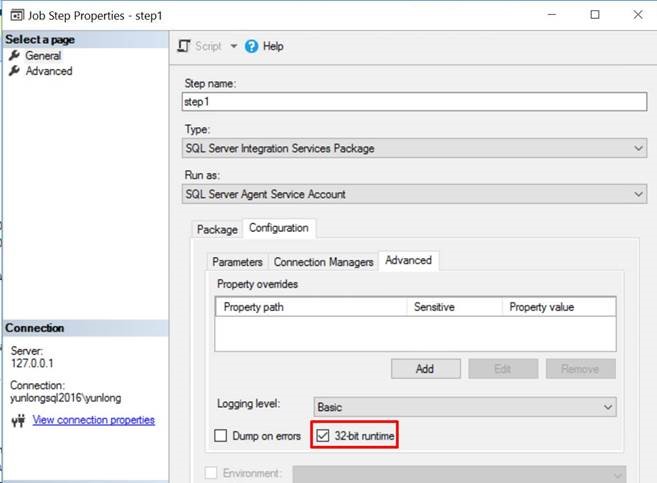 Job Step Properties - step1
Select a page
General
Advanced
Script
Help
Step name:
step1
Type:
SQL Server Integration Services Package
Run as:
SQL Server Agent Service Account
Package
Configuration
Parameters
Connection Managers
Advanced
Property overrides
Property path
Sensitive
Property value
Add
Edit
Remove
Logging level:
Basic
Dump on errors
32-bit runtime
Environment:
Connection
Server:
127.0.0.1
Connection:
yunlongsql2016\yunlong
View connection properties